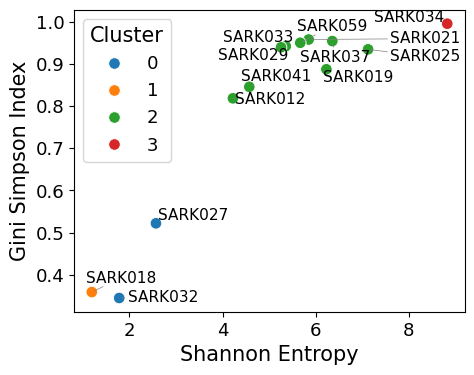 1.0
0.9
0.8
0.7
0.6
0.5
0.4
Gini Simpson Index
Cluster
0
1
2
3
SARK034
SARK059
SARK033
SARK021
SARK029
SARK037
SARK025
SARK041
SARK019
SARK012
SARK027
SARK018
SARK032
2
4
6
8
Shannon Entropy